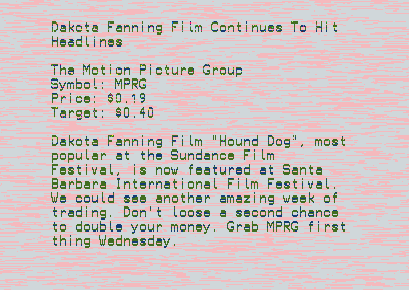 Dakota Fanning Film Continues To Hit
Headlines
The Motion Picture Group
Symbol: MPRG
Price: $0.19
Target: $0.40
Dakota Fanning Film "Hound Dog", most
popular at the Sundance Film
Festival, is now featured at Santa
Barbara International Film Festival.
We could see another amazing week of
trading. Don't loose a second chance
to double your money. Grab MPRG first
thing Wednesday.